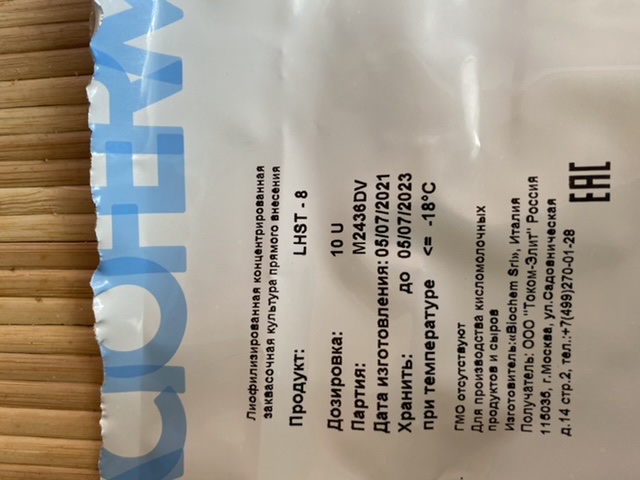 CIOFERM
Лиофилизированная концентрированная
заквасочная культура прямого внесения
Продукт: LHST - 8
Дозировка: 10 U
Партия: M2436DV
Дата изготовления: 05/07/2021
Хранить: до 05/07/2023
при температуре <= -18°C
ГМО отсутствуют
Для производства кисломолочных
продуктов и сыров
Изготовитель:«Biochem Srl», Италия
Получатель: ООО "Током-Элит" Россия
115035, г.Москва, ул.Садовническая
д.14 стр.2, тел.:+7(499)270-01-28
EAC